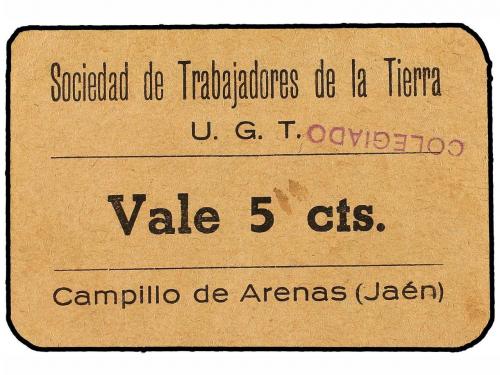 Sociedad de Trabajadores de la Tierra
U. G. T.
COLEGIADO
Vale 5 cts.
Campillo de Arenas (Jaén)